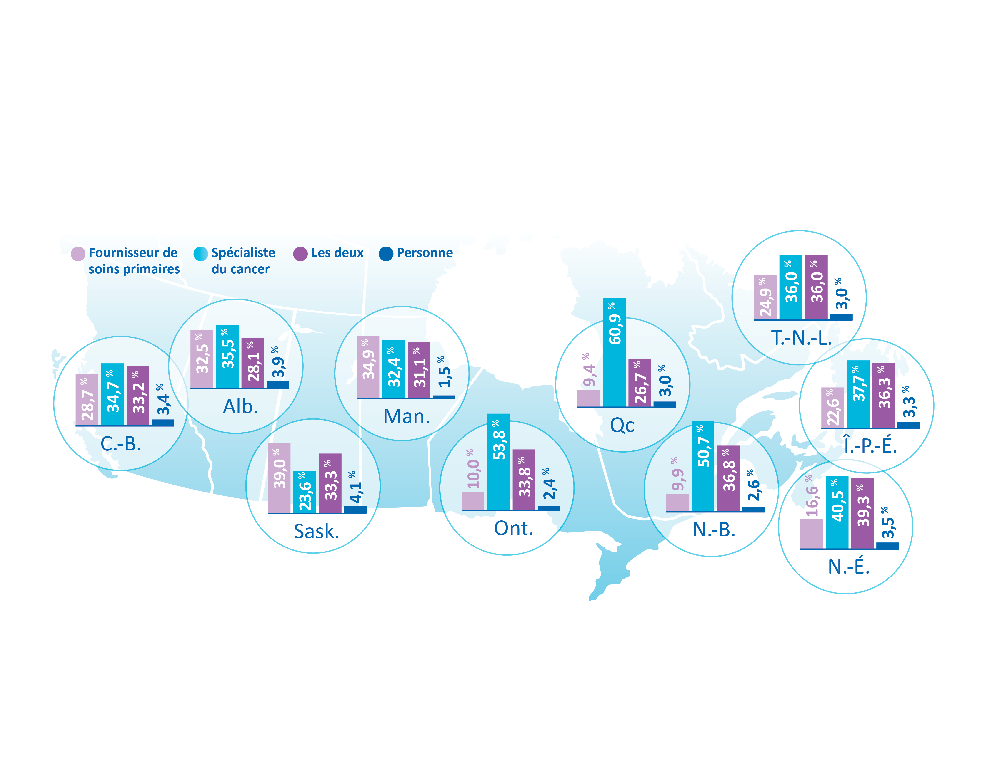 Fournisseur de
soins primaires
Spécialiste
du cancer
Les deux
Personne
28,7 %
34,7 %
33,2 %
3,4 %
C.-B.
32,5 %
35,5 %
28,1 %
3,9 %
Alb.
39,0 %
23,6 %
33,3 %
4,1 %
Sask.
34,9 %
32,4 %
31,1 %
1,5 %
Man.
10,0 %
53,8 %
33,8 %
2,4 %
Ont.
9,4 %
60,9 %
26,7 %
3,0 %
Qc
9,9 %
50,7 %
36,8 %
2,6 %
N.-B.
24,9 %
36,0 %
36,0 %
3,0 %
T.-N.-L.
22,6 %
37,7 %
36,3 %
3,3 %
Î.-P.-É.
16,6 %
40,5 %
39,3 %
3,5 %
N.-É.